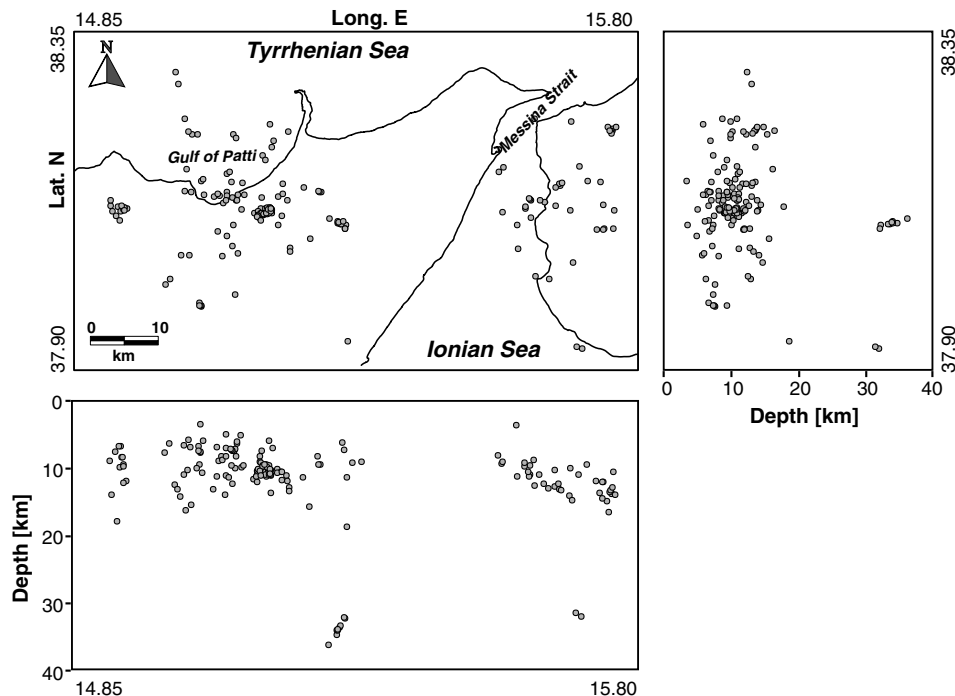 14.85 Long. E 15.80
38.35
Lat. N
37.90
N
Tyrrhenian Sea
Gulf of Patti
Messina Strait
Ionian Sea
0 10
km
38.35
37.90
0 10 20 30 40
Depth [km]
0
10
20
30
40
Depth [km]
14.85 15.80